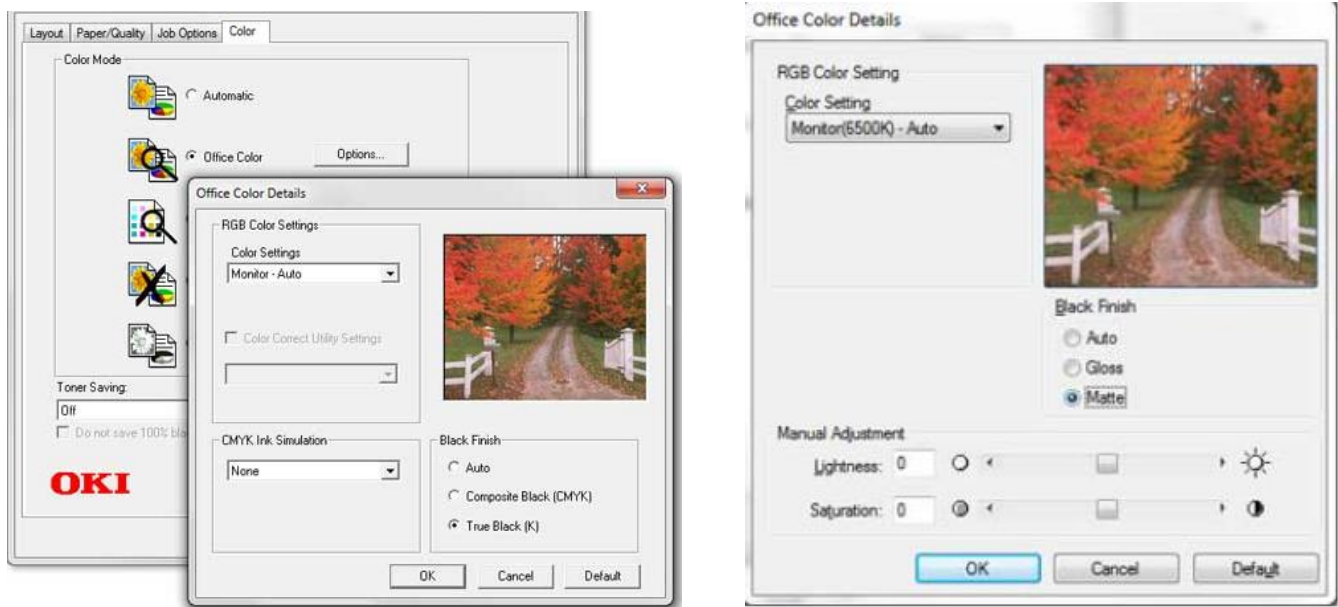 Layout Paper/Quality Job Options Color
Color Mode
Automatic
Office Color Options...
Toner Saving:
Off
Do not save 100% bla
OKI
Office Color Details
RGB Color Settings
Color Settings
Monitor - Auto
Color Correct Utility Settings
CMYK Ink Simulation
None
Black Finish
Auto
Composite Black (CMYK)
True Black (K)
OK Cancel Default
Office Color Details
RGB Color Setting
Color Setting
Monitor(6500K) - Auto
Black Finish
Auto
Gloss
Matte
Manual Adjustment
Lightness: 0
Saturation: 0
OK Cancel Default